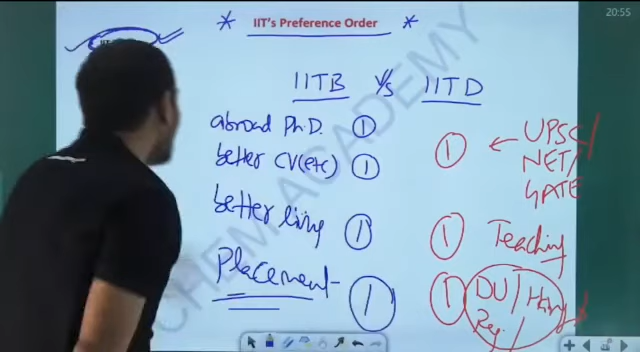 20:55
* IIT's Preference Order *
IITB V/s IITD
abroad Ph.D. 1
better CV(etc) 1
1 ← UPSC/
NET/
GATE
better living 1
1 Teaching
Placement 1
1 DU/
Reg/
CHEM ACADEMY